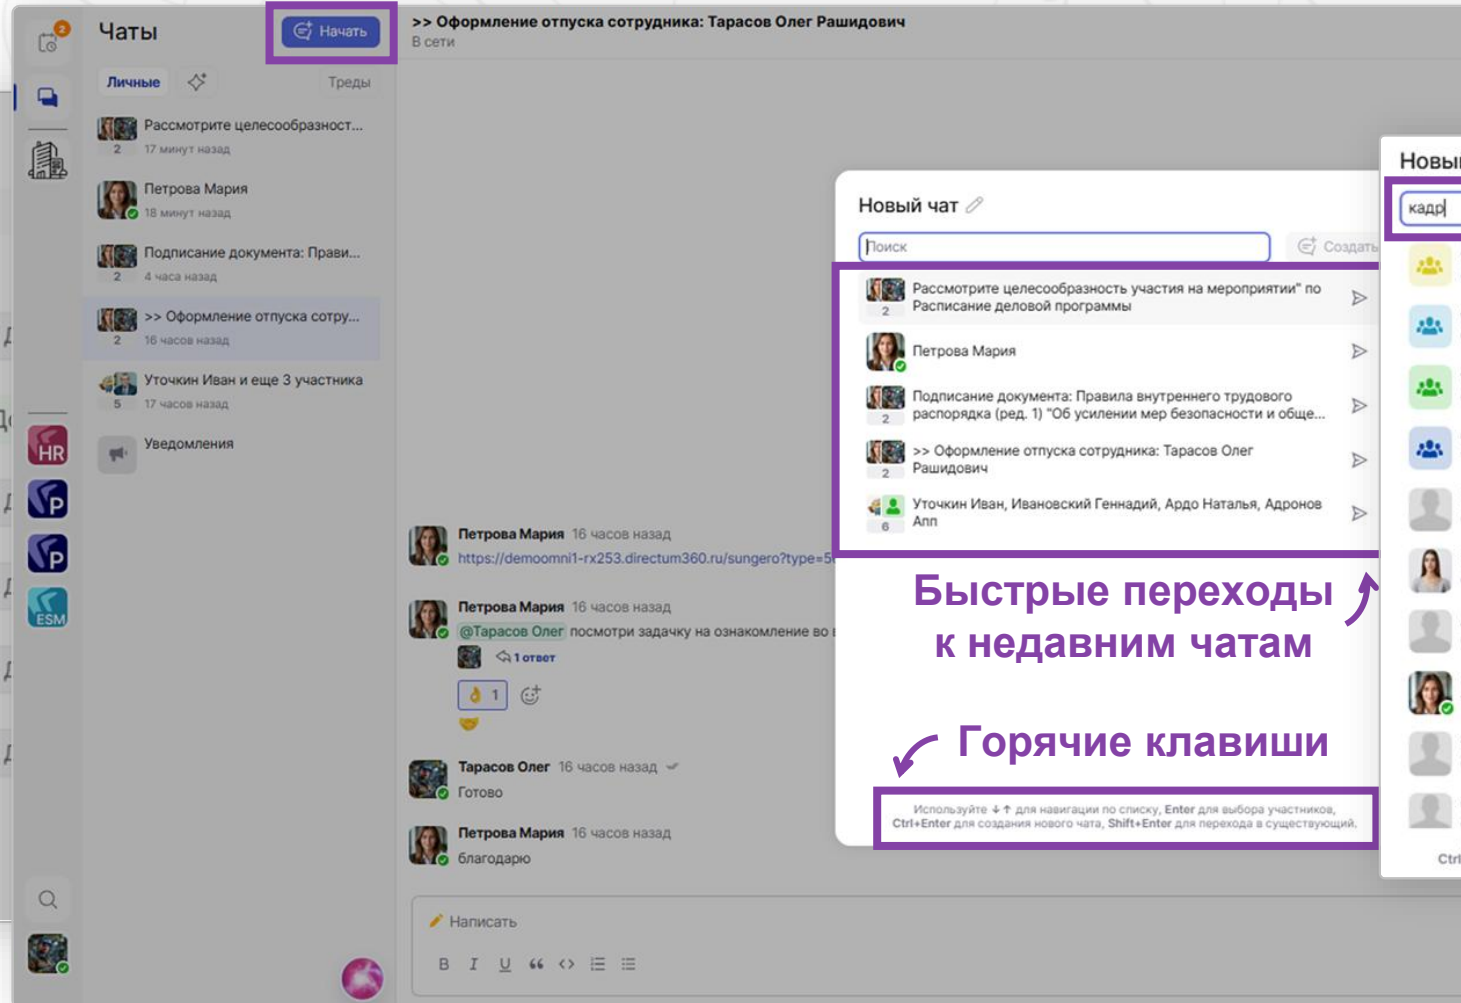 2
Чаты
Начать
Личные
Треды
Рассмотрите целесообразност...
2 17 минут назад
Петрова Мария
18 минут назад
Подписание документа: Прави...
2 4 часа назад
>> Оформление отпуска сотру...
2 16 часов назад
Уточкин Иван и еще 3 участника
5 17 часов назад
Уведомления
HR
P
P
ESM
>> Оформление отпуска сотрудника: Тарасов Олег Рашидович
В сети
Петрова Мария 16 часов назад
https://demoomni1-rx253.directum360.ru/sungero?type=5
Петрова Мария 16 часов назад
@Тарасов Олег посмотри задачку на ознакомление во
1 ответ
1
Тарасов Олег 16 часов назад
Готово
Петрова Мария 16 часов назад
благодарю
Написать
B I U
Новый чат
Поиск
Создать
Рассмотрите целесообразность участия на мероприятии" по
2 Расписание деловой программы
Петрова Мария
Подписание документа: Правила внутреннего трудового
2 распорядка (ред. 1) "Об усилении мер безопасности и обще...
>> Оформление отпуска сотрудника: Тарасов Олег
2 Рашидович
Уточкин Иван, Ивановский Геннадий, Ардо Наталья, Адронов
6 Апп
Быстрые переходы
к недавним чатам
Горячие клавиши
Используйте ↓↑ для навигации по списку, Enter для выбора участников,
Ctrl+Enter для создания нового чата, Shift+Enter для перехода в существующий.
Новы
кадр
Ctrl